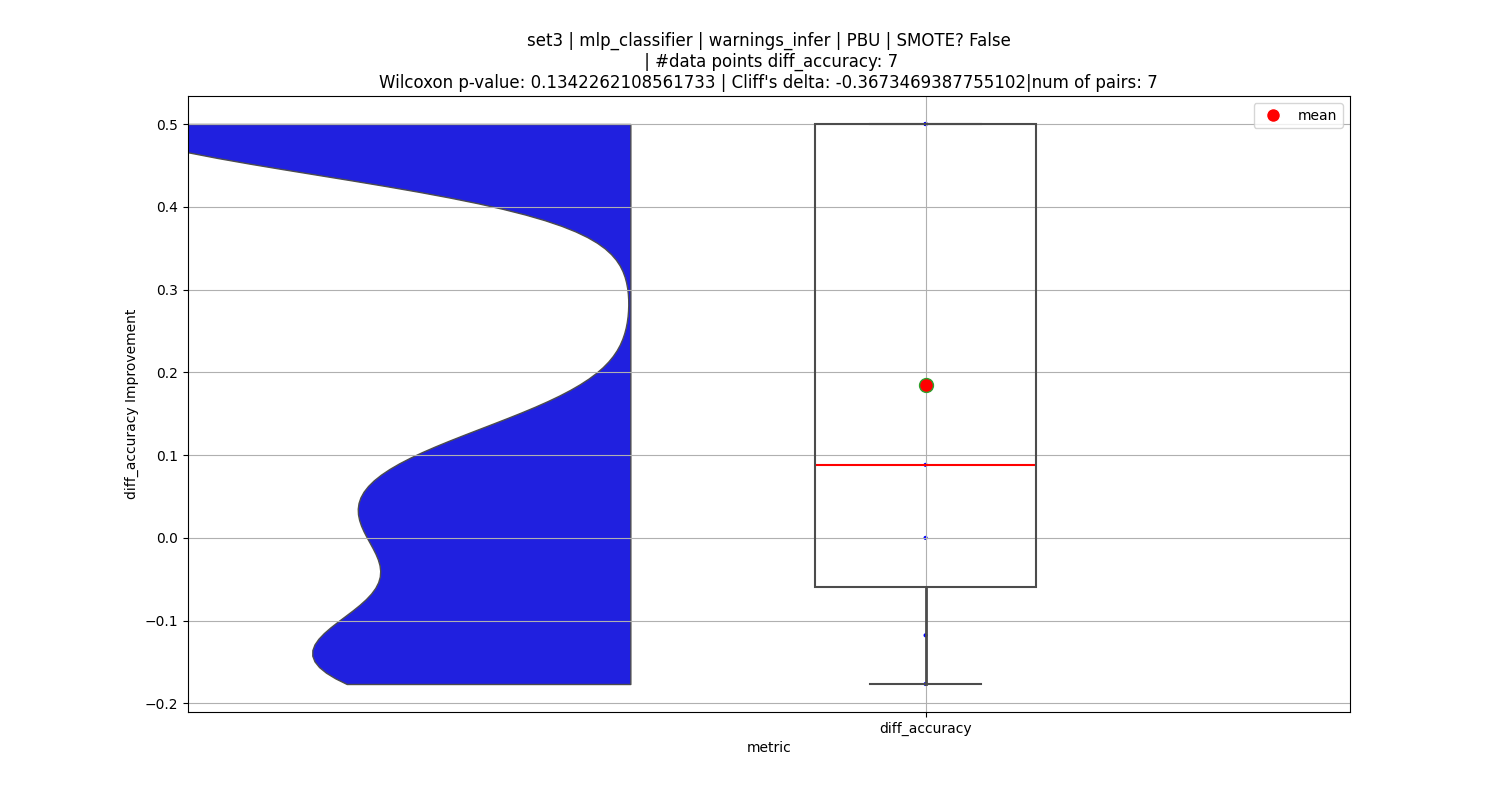 set3 | mlp_classifier | warnings_infer | PBU | SMOTE? False
| #data points diff_accuracy: 7
Wilcoxon p-value: 0.1342262108561733 | Cliff's delta: -0.3673469387755102|num of pairs: 7
mean
0.5
0.4
0.3
0.2
0.1
0.0
−0.1
−0.2
diff_accuracy Improvement
diff_accuracy
metric